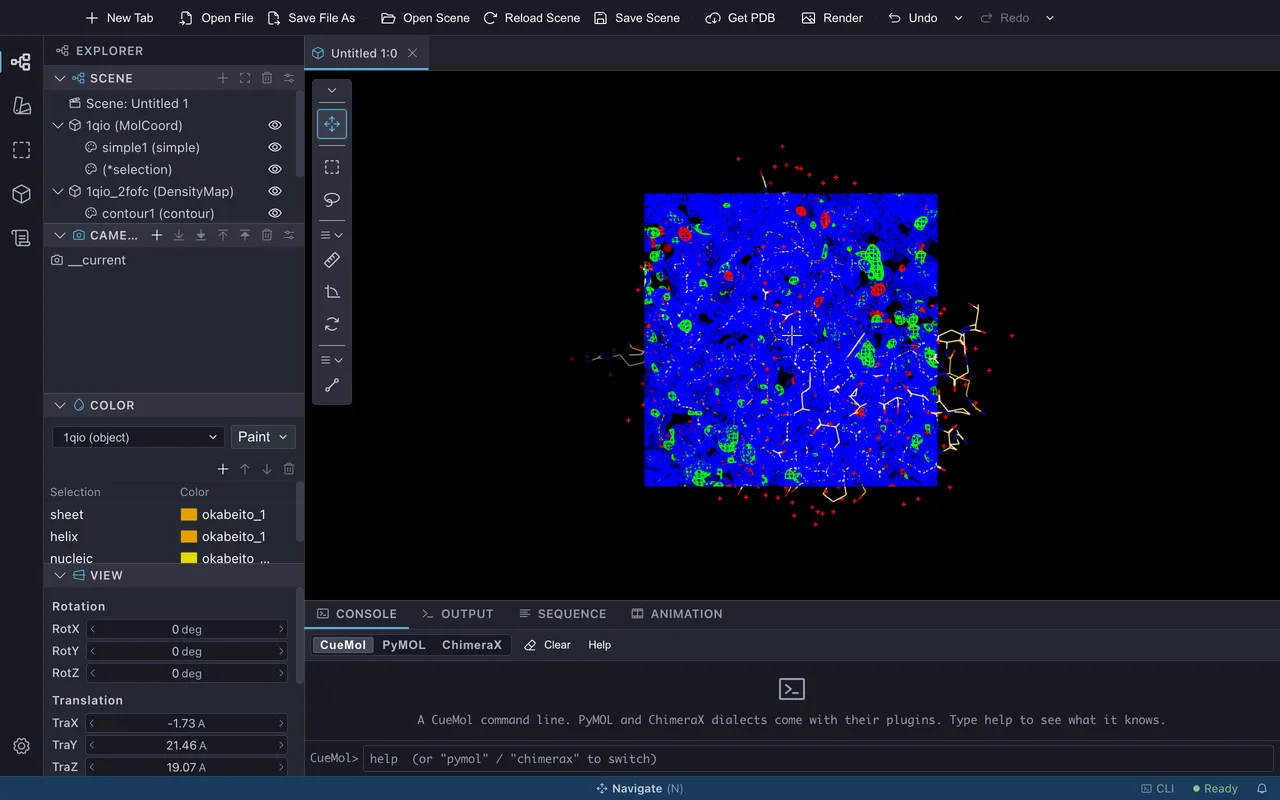 New Tab Open File Save File As Open Scene Reload Scene Save Scene Get PDB Render Undo Redo
EXPLORER
Untitled 1:0
SCENE
Scene: Untitled 1
1qio (MolCoord)
simple1 (simple)
(*selection)
1qio_2fofc (DensityMap)
contour1 (contour)
CAME...
__current
COLOR
1qio (object) Paint
Selection Color
sheet okabeito_1
helix okabeito_1
nucleic okabeito ...
VIEW
Rotation
RotX 0 deg
RotY 0 deg
RotZ 0 deg
Translation
TraX -1.73 A
TraY 21.46 A
TraZ 19.07 A
CONSOLE OUTPUT SEQUENCE ANIMATION
CueMol PyMOL ChimeraX Clear Help
A CueMol command line. PyMOL and ChimeraX dialects come with their plugins. Type help to see what it knows.
CueMol> help (or "pymol" / "chimerax" to switch)
Navigate (N)
CLI Ready